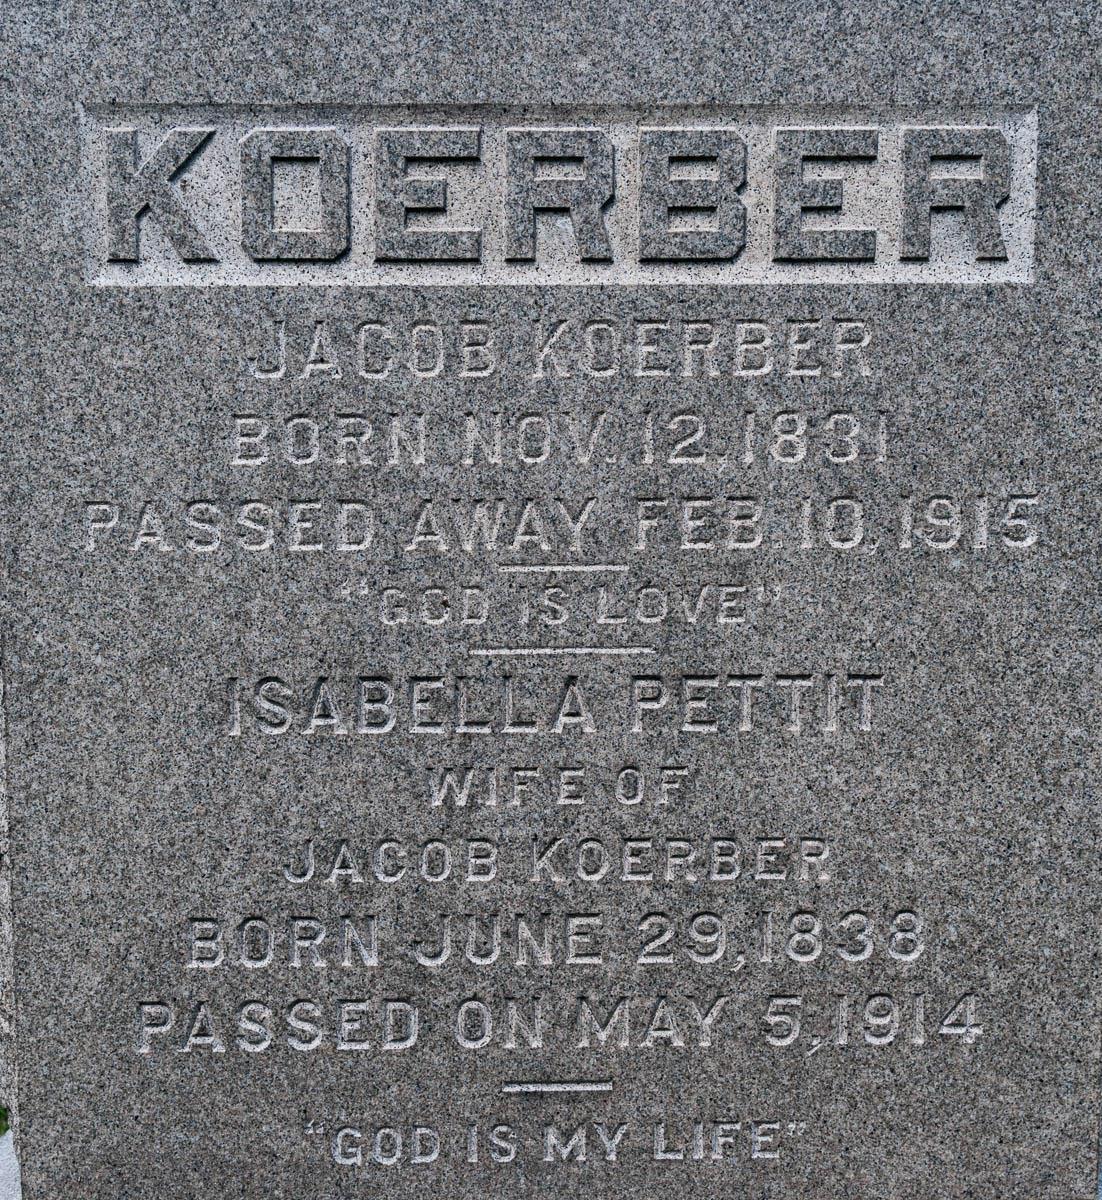 KOERBER
JACOB KOERBER
BORN NOV. 12, 1831
PASSED AWAY FEB. 10, 1915
"GOD IS LOVE"
ISABELLA PETTIT
WIFE OF
JACOB KOERBER
BORN JUNE 29, 1838
PASSED ON MAY 5, 1914
"GOD IS MY LIFE"